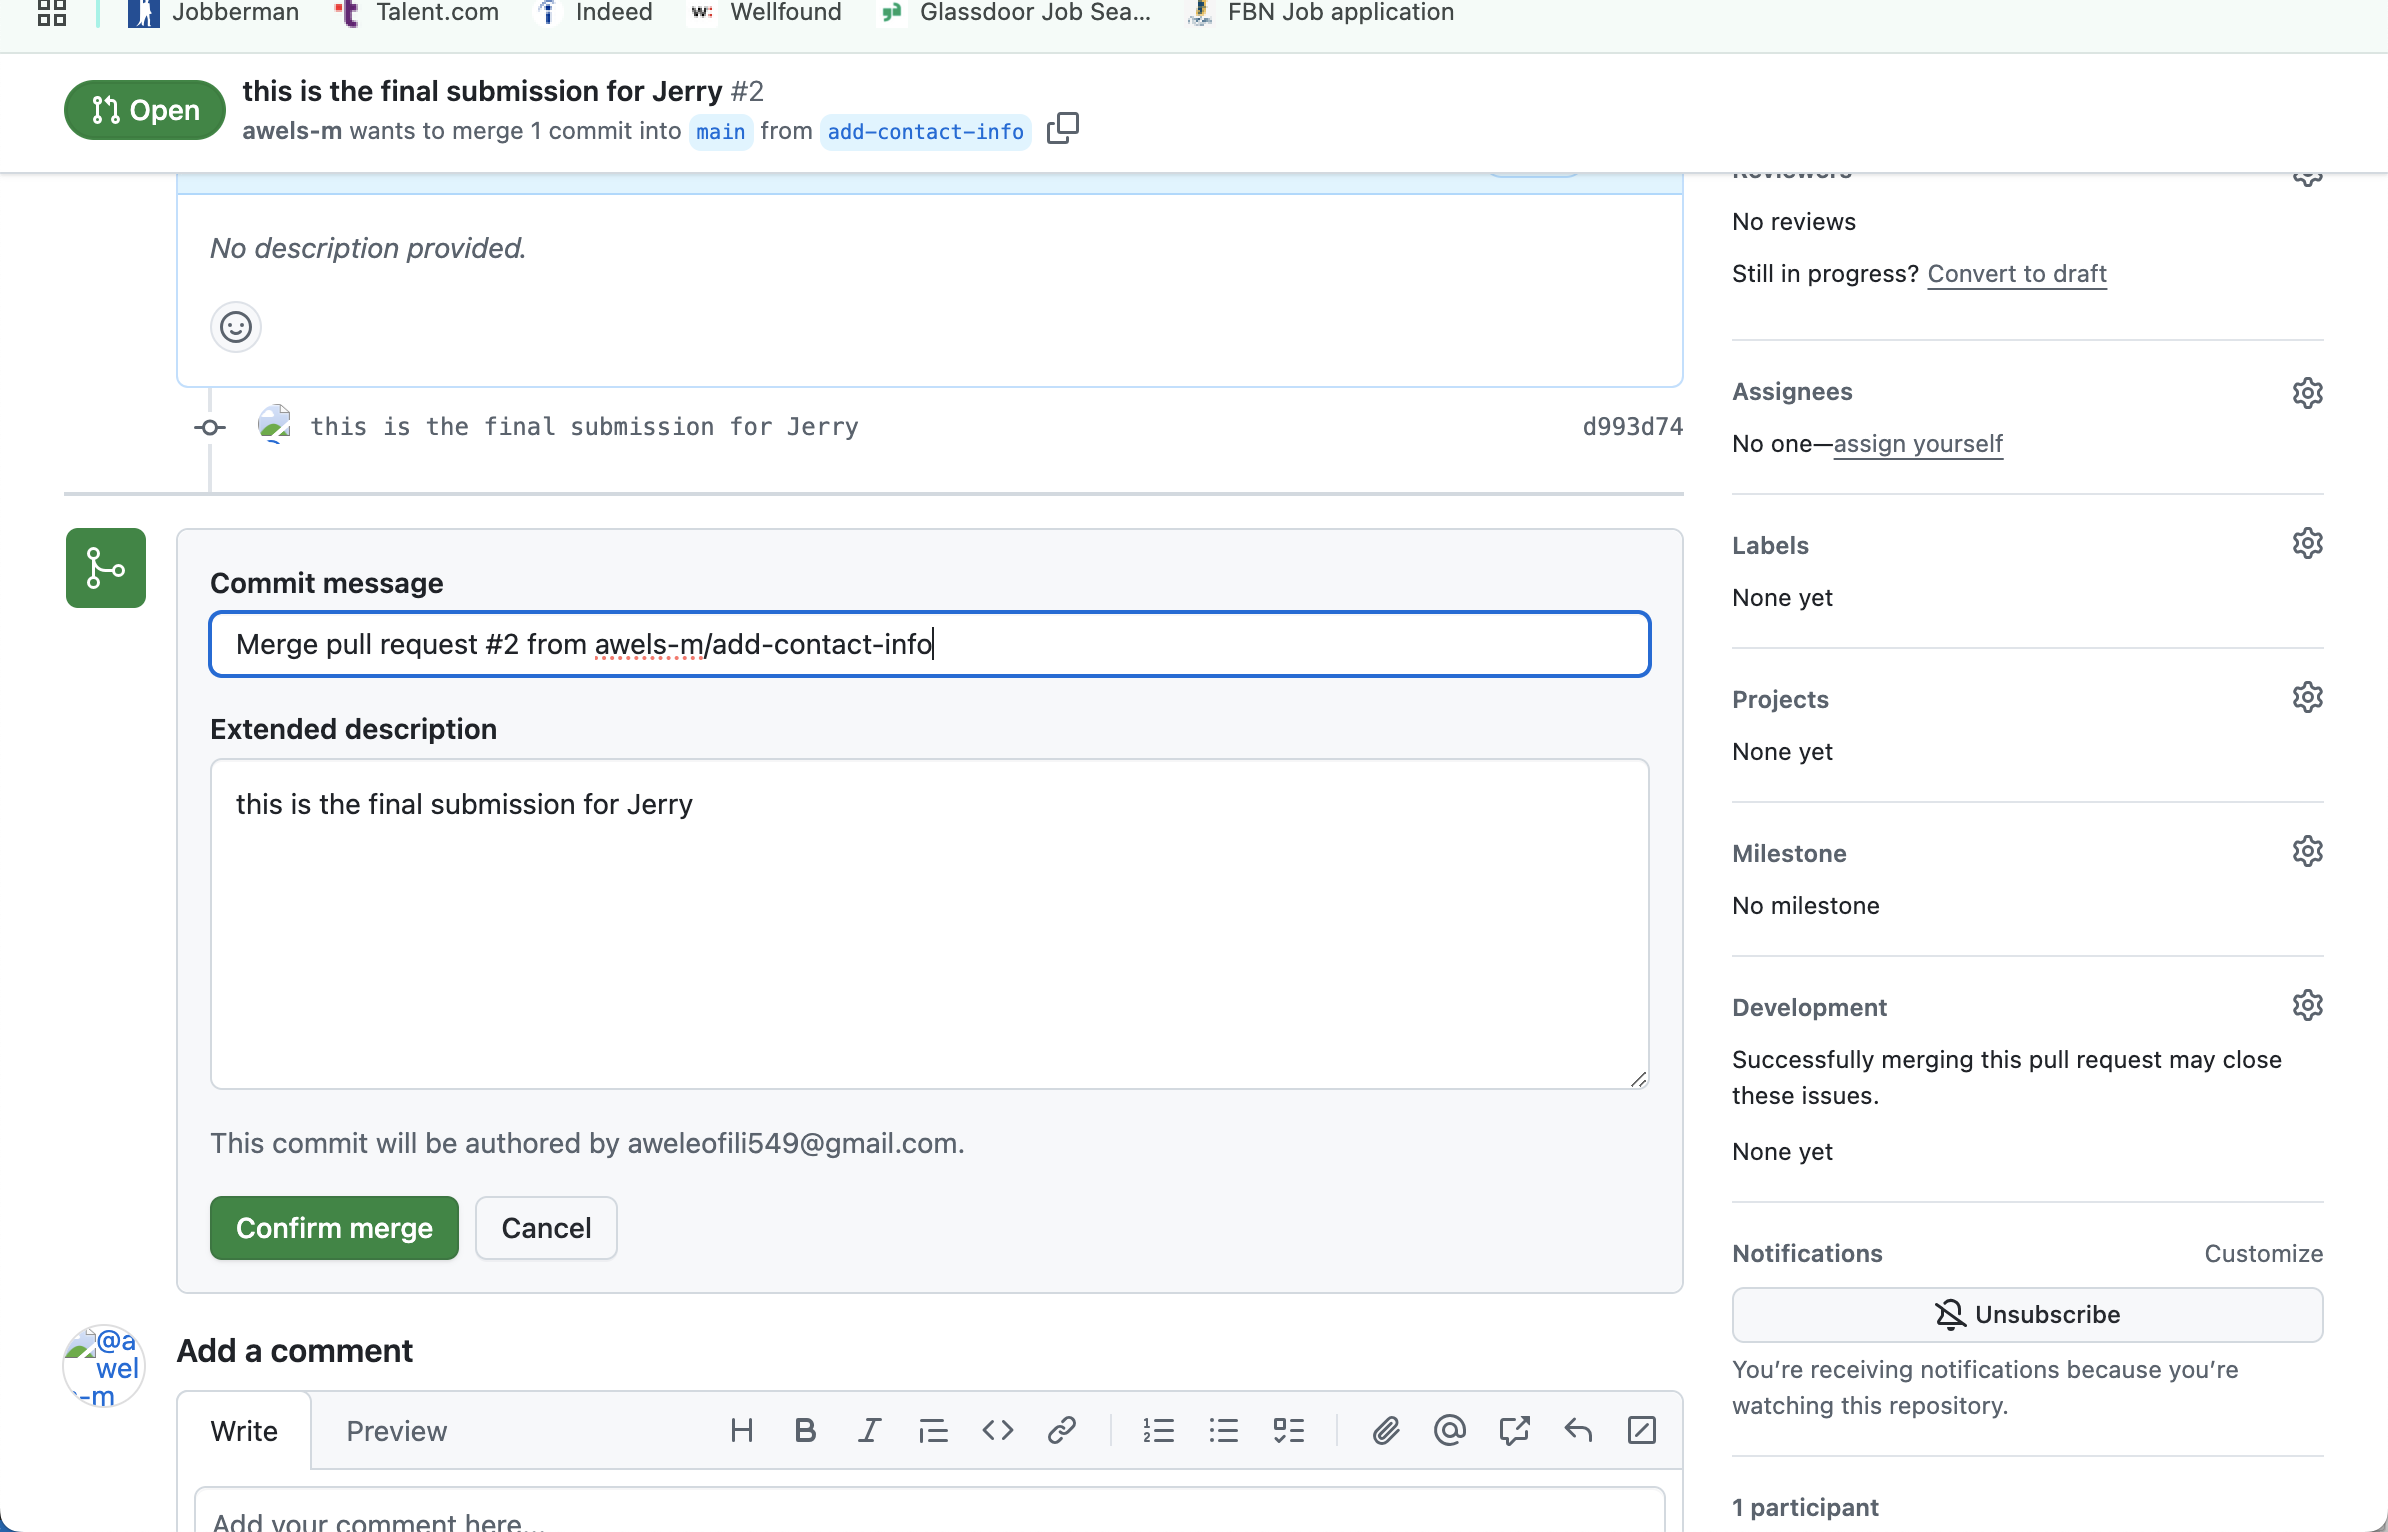 Jobberman Talent.com Indeed Wellfound Glassdoor Job Sea... FBN Job application
Open
this is the final submission for Jerry #2
awels-m wants to merge 1 commit into main from add-contact-info
Reviewers
No reviews
Still in progress? Convert to draft
No description provided.
this is the final submission for Jerry d993d74
Assignees
No one—assign yourself
Labels
None yet
Projects
None yet
Milestone
No milestone
Development
Successfully merging this pull request may close
these issues.
None yet
Notifications Customize
Unsubscribe
You’re receiving notifications because you’re
watching this repository.
1 participant
Commit message
Merge pull request #2 from awels-m/add-contact-info
Extended description
this is the final submission for Jerry
This commit will be authored by aweleofili549@gmail.com.
Confirm merge Cancel
@a
wel
-m
Add a comment
Write Preview
Add your comment here...